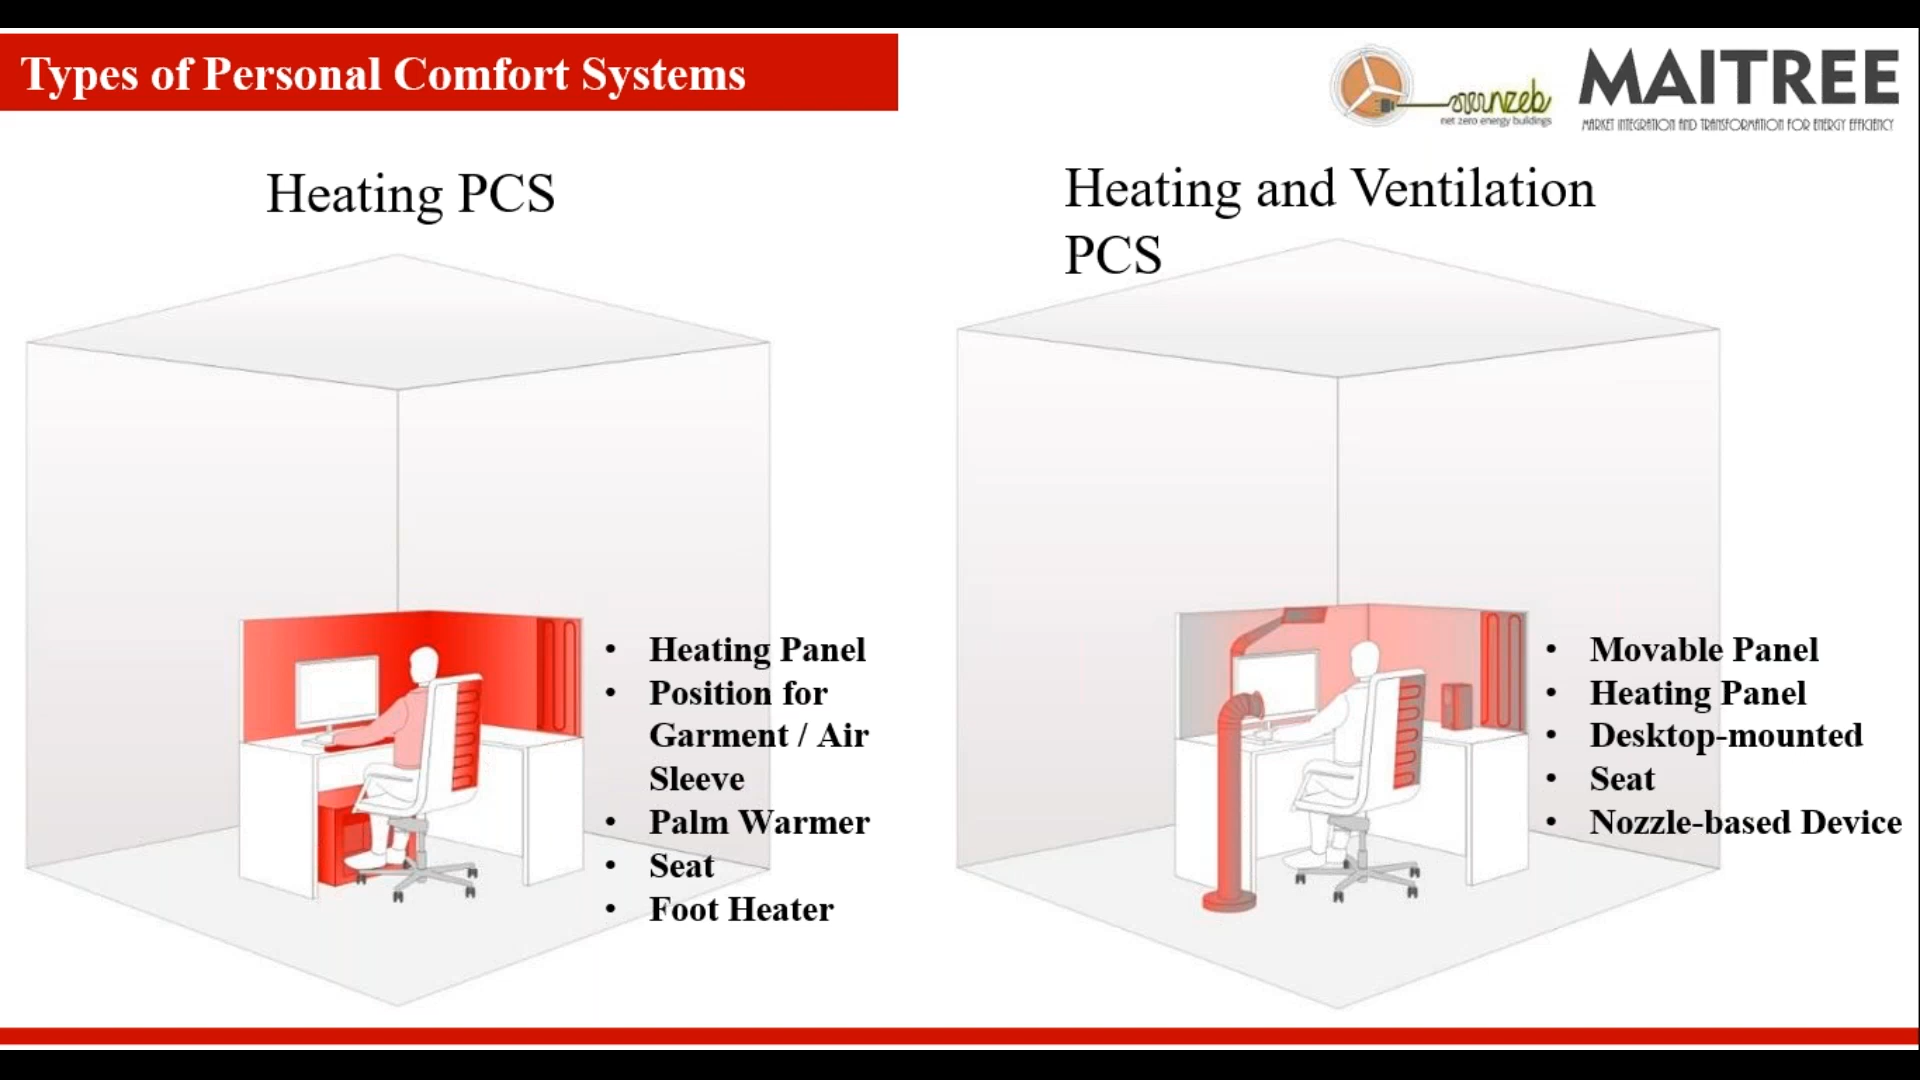 Types of Personal Comfort Systems
nzeb
net zero energy buildings
MAITREE
MARKET INTEGRATION AND TRANSFORMATION FOR ENERGY EFFICIENCY
Heating PCS
• Heating Panel
• Position for
Garment / Air
Sleeve
• Palm Warmer
• Seat
• Foot Heater
Heating and Ventilation
PCS
• Movable Panel
• Heating Panel
• Desktop-mounted
• Seat
• Nozzle-based Device